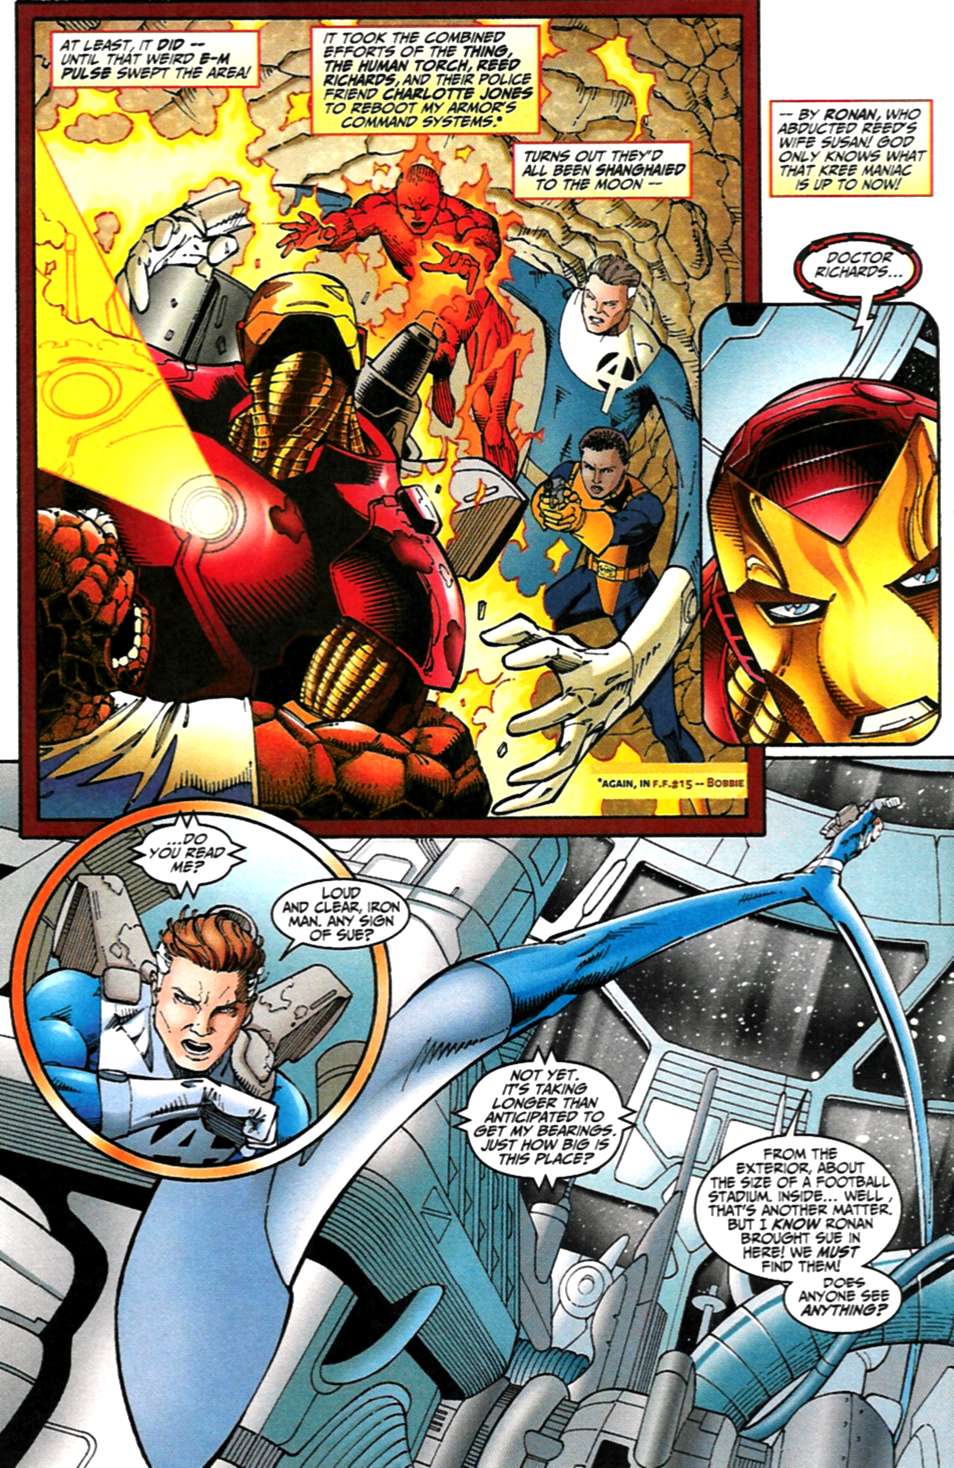 AT LEAST, IT DID --
UNTIL THAT WEIRD E-M
PULSE SWEPT THE AREA!
IT TOOK THE COMBINED
EFFORTS OF THE THING,
THE HUMAN TORCH, REED
RICHARDS, AND THEIR POLICE
FRIEND CHARLOTTE JONES
TO REBOOT MY ARMOR'S
COMMAND SYSTEMS.*
TURNS OUT THEY'D
ALL BEEN SHANGHAIED
TO THE MOON --
-- BY RONAN, WHO
ABDUCTED REED'S
WIFE SUSAN! GOD
ONLY KNOWS WHAT
THAT KREE MANIAC
IS UP TO NOW!
DOCTOR
RICHARDS...
*AGAIN, IN F.F.#15 -- BOBBIE
...DO
YOU READ
ME?
LOUD
AND CLEAR, IRON
MAN. ANY SIGN
OF SUE?
NOT YET.
IT'S TAKING
LONGER THAN
ANTICIPATED TO
GET MY BEARINGS.
JUST HOW BIG IS
THIS PLACE?
FROM THE
EXTERIOR, ABOUT
THE SIZE OF A FOOTBALL
STADIUM. INSIDE... WELL,
THAT'S ANOTHER MATTER.
BUT I KNOW RONAN
BROUGHT SUE IN
HERE! WE MUST
FIND THEM!
DOES
ANYONE SEE
ANYTHING?